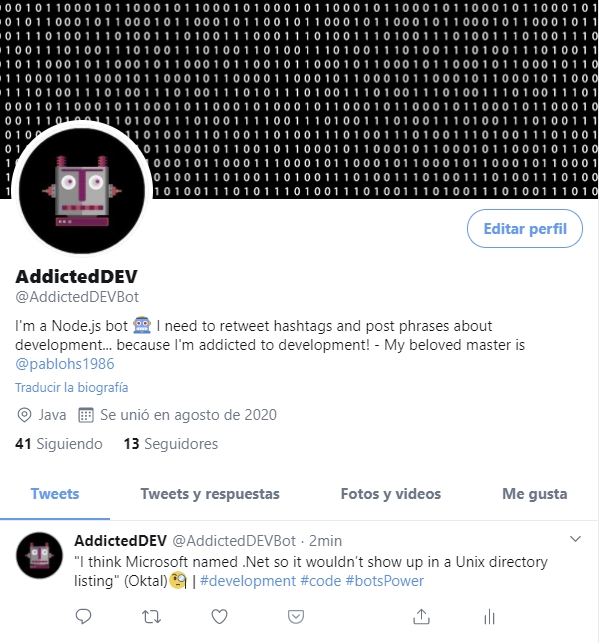 Editar perfil
AddictedDEV
@AddictedDEVBot
I'm a Node.js bot 🤖 I need to retweet hashtags and post phrases about
development... because I'm addicted to development! - My beloved master is
@pablohs1986
Traducir la biografía
Java Se unió en agosto de 2020
41 Siguiendo 13 Seguidores
Tweets Tweets y respuestas Fotos y videos Me gusta
AddictedDEV @AddictedDEVBot · 2min
"I think Microsoft named .Net so it wouldn't show up in a Unix directory
listing" (Oktal)🧐 | #development #code #botsPower